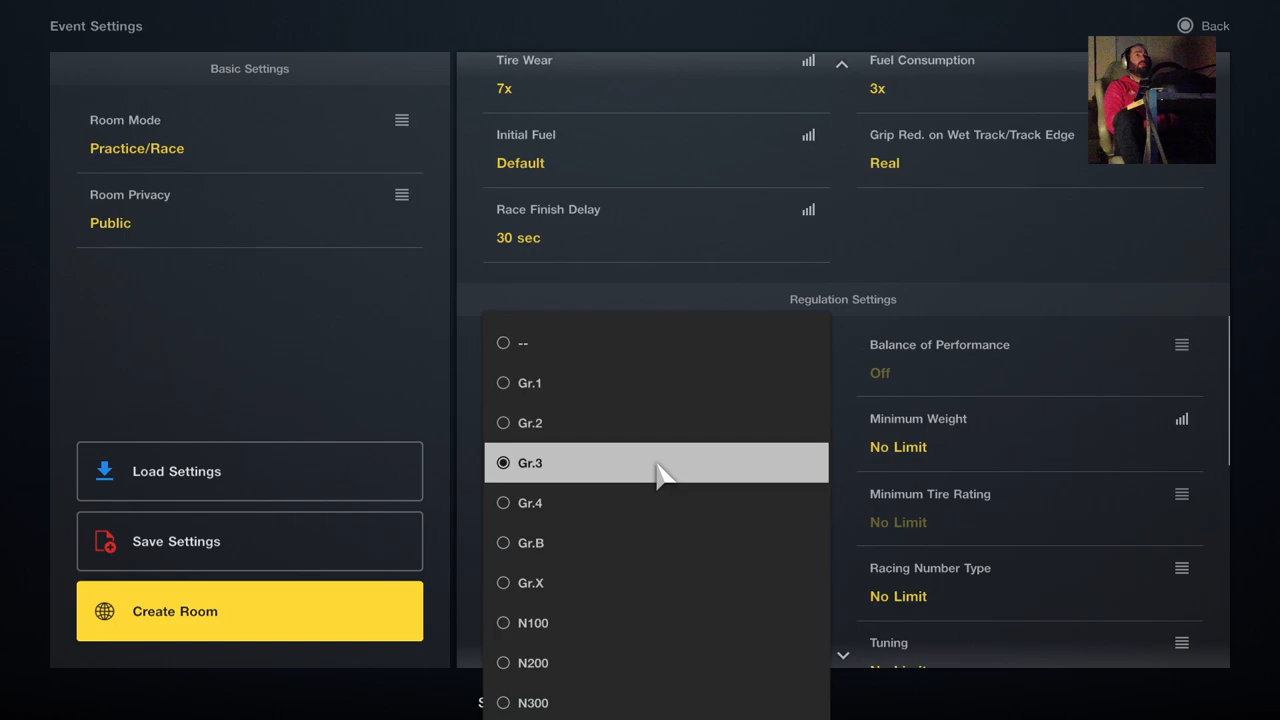 Event Settings
Back
Basic Settings
Room Mode
Practice/Race
Room Privacy
Public
Load Settings
Save Settings
Create Room
Tire Wear
7x
Fuel Consumption
3x
Initial Fuel
Default
Grip Red. on Wet Track/Track Edge
Real
Race Finish Delay
30 sec
Regulation Settings
--
Gr.1
Gr.2
Gr.3
Gr.4
Gr.B
Gr.X
N100
N200
N300
Balance of Performance
Off
Minimum Weight
No Limit
Minimum Tire Rating
No Limit
Racing Number Type
No Limit
Tuning
No Limit